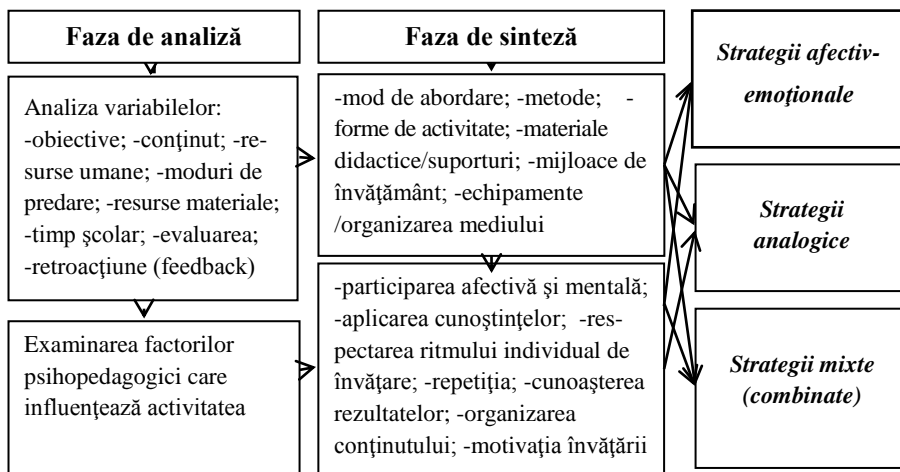 Faza de analiză
Analiza variabilelor:
-obiective; -conţinut; -re-
surse umane; -moduri de
predare; -resurse materiale;
-timp şcolar; -evaluarea;
-retroacţiune (feedback)
Examinarea factorilor
psihopedagogici care
influenţează activitatea
Faza de sinteză
-mod de abordare; -metode; -
forme de activitate; -materiale
didactice/suporturi; -mijloace de
învăţământ; -echipamente
/organizarea mediului
-participarea afectivă şi mentală;
-aplicarea cunoştinţelor; -res-
pectarea ritmului individual de
învăţare; -repetiţia; -cunoaşterea
rezultatelor; -organizarea
conţinutului; -motivaţia învăţării
Strategii afectiv-
emoţionale
Strategii
analogice
Strategii mixte
(combinate)